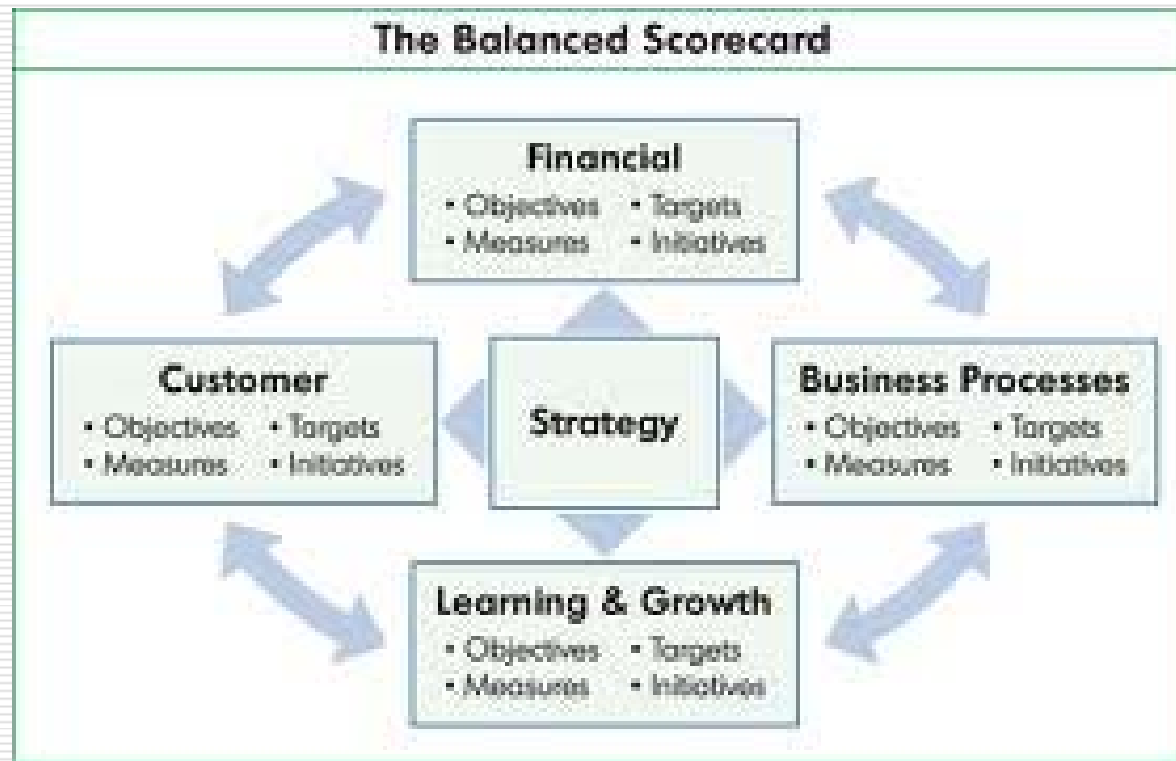 The Balanced Scorecard
Financial
• Objectives • Targets
• Measures • Initiatives
Customer
• Objectives • Targets
• Measures • Initiatives
Strategy
Business Processes
• Objectives • Targets
• Measures • Initiatives
Learning & Growth
• Objectives • Targets
• Measures • Initiatives